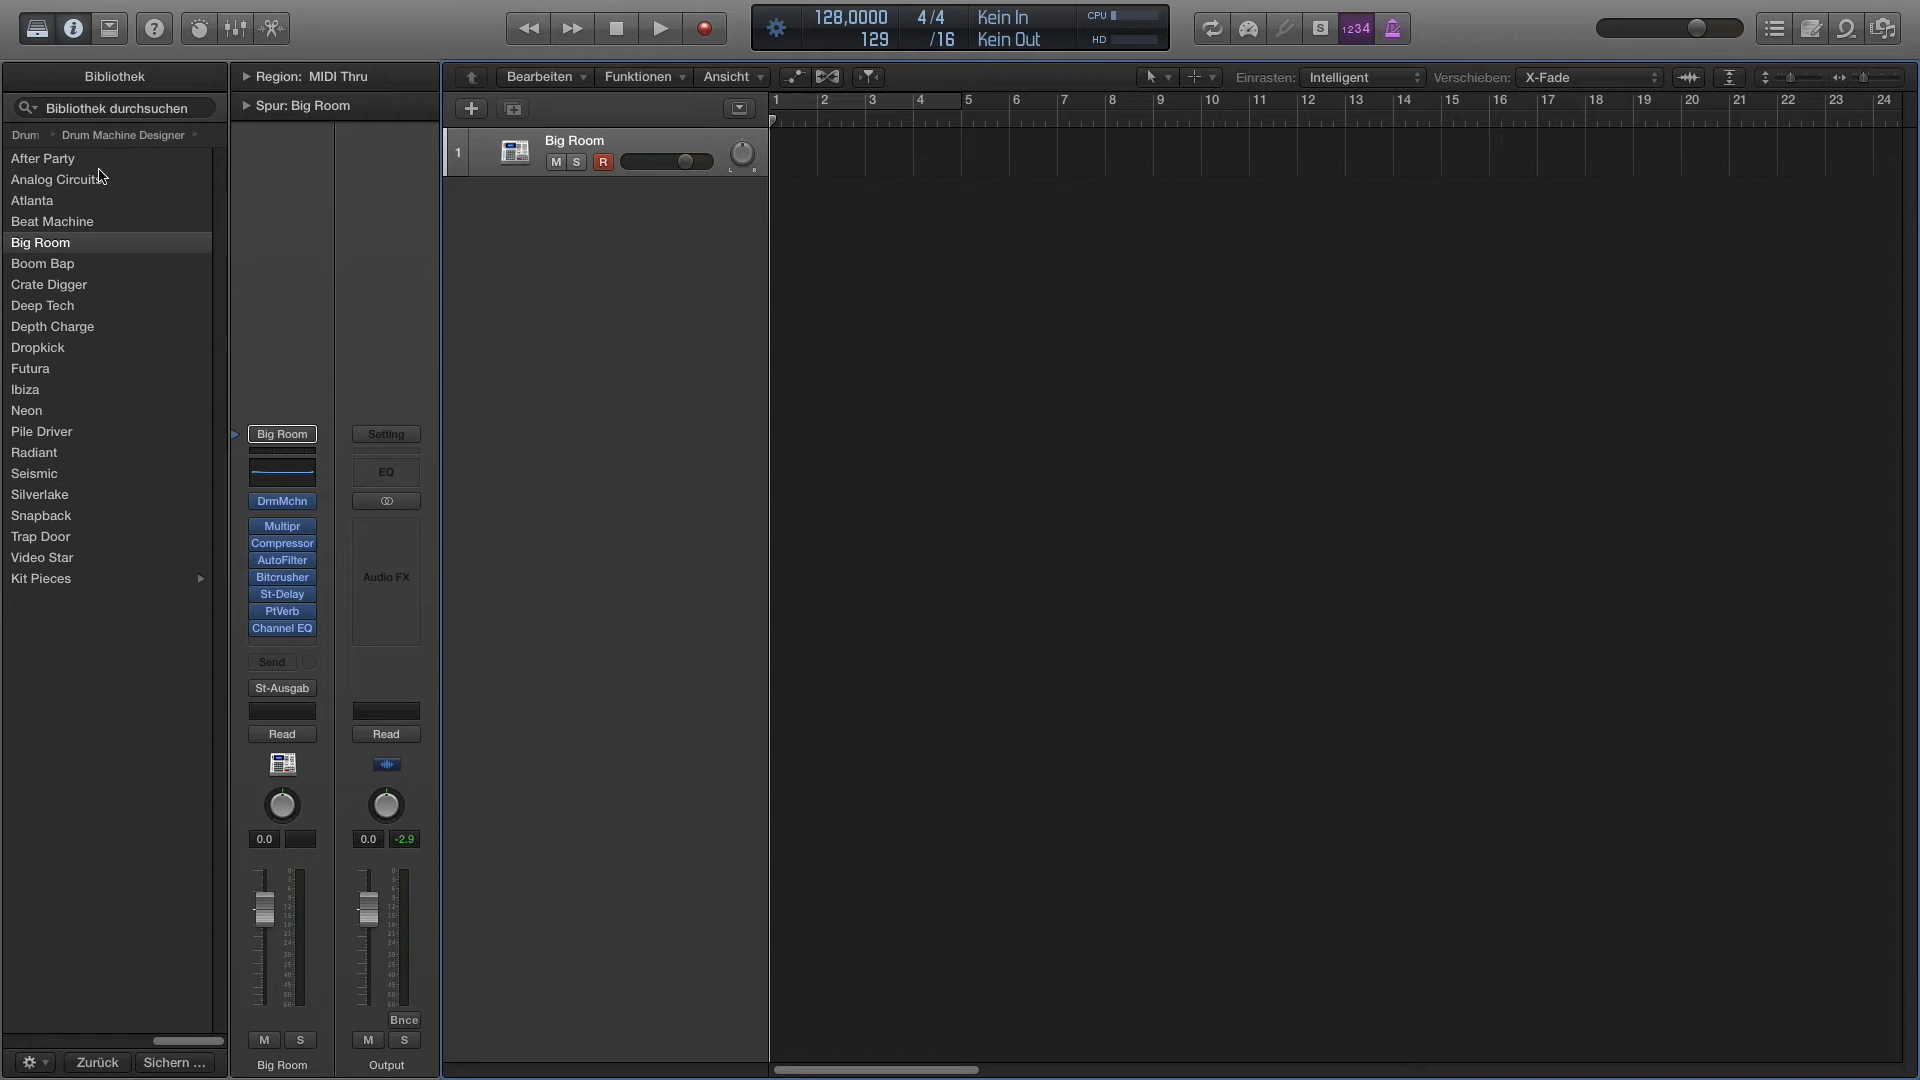 1234
S
128,0000
4/4
Kein In
CPU
129
/16
Kein Out
HD
Bibliothek
Region: MIDI Thru
Bearbeiten
Funktionen
Ansicht
Einrasten: Intelligent
Verschieben: X-Fade
Bibliothek durchsuchen
Spur: Big Room
1 2 3 4 5 6 7 8 9 10 11 12 13 14 15 16 17 18 19 20 21 22 23 24
Drum
Drum Machine Designer
After Party
Analog Circuits
Atlanta
Beat Machine
Big Room
Boom Bap
Crate Digger
Deep Tech
Depth Charge
Dropkick
Futura
Ibiza
Neon
Pile Driver
Radiant
Seismic
Silverlake
Snapback
Trap Door
Video Star
Kit Pieces
1
Big Room
M S R
L R
Big Room
Setting
EQ
DrmMchn
Multipr
Compressor
AutoFilter
Bitcrusher
St-Delay
PtVerb
Channel EQ
Audio FX
Send
St-Ausgab
Read
Read
0.0
0.0
-2.9
Bnce
M S
M S
Big Room
Output
Zurück
Sichern ...